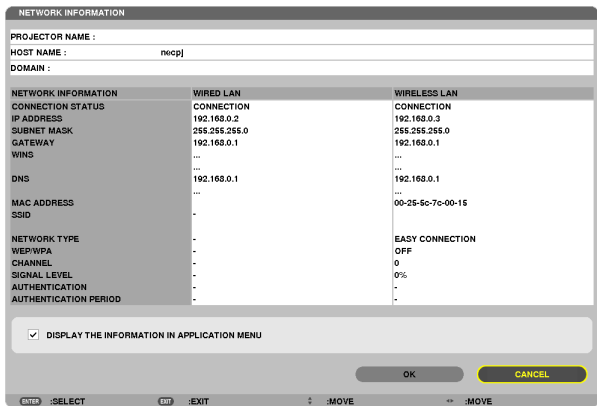 NETWORK INFORMATION
PROJECTOR NAME :
HOST NAME : necpj
DOMAIN :
NETWORK INFORMATION WIRED LAN WIRELESS LAN
CONNECTION STATUS CONNECTION CONNECTION
IP ADDRESS 192.168.0.2 192.168.0.3
SUBNET MASK 255.255.255.0 255.255.255.0
GATEWAY 192.168.0.1 192.168.0.1
WINS ... ...
... ...
DNS 192.168.0.1 192.168.0.1
... ...
MAC ADDRESS 00-25-5c-7c-00-15
SSID -
NETWORK TYPE - EASY CONNECTION
WEP/WPA - OFF
CHANNEL - 0
SIGNAL LEVEL - 0%
AUTHENTICATION - -
AUTHENTICATION PERIOD - -
DISPLAY THE INFORMATION IN APPLICATION MENU
OK CANCEL
ENTER :SELECT EXIT :EXIT :MOVE :MOVE